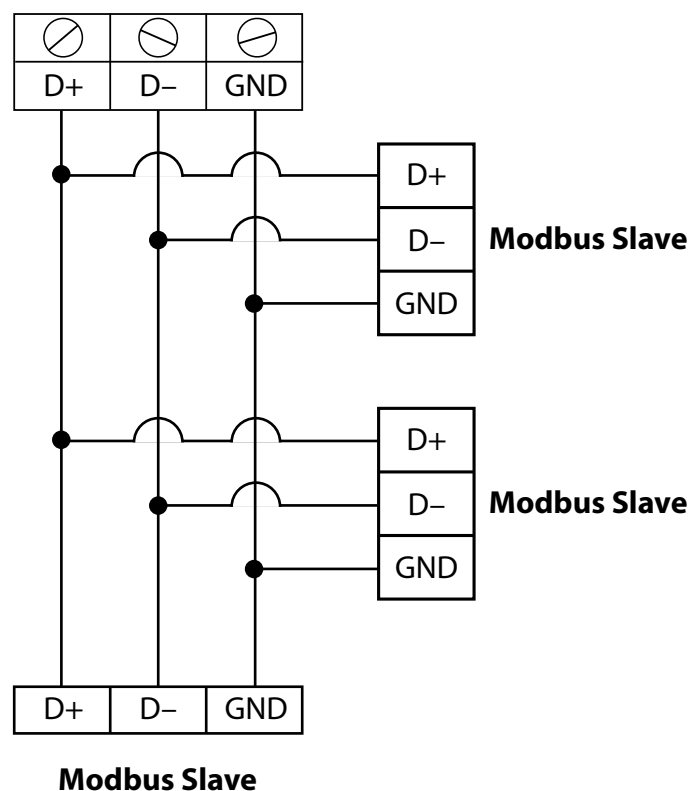 D+ D– GND
D+
D– Modbus Slave
GND
D+
D– Modbus Slave
GND
D+ D– GND
Modbus Slave